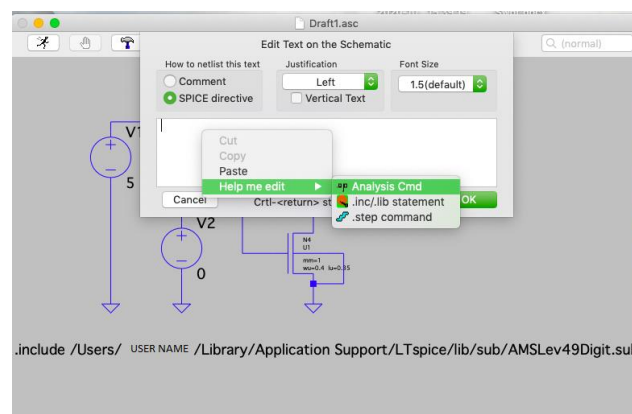 Draft1.asc
(normal)
Edit Text on the Schematic
How to netlist this text
Justification
Font Size
Comment
SPICE directive
Left
Vertical Text
1.5(default)
V1
5
Cut
Copy
Paste
Help me edit
Analysis Cmd
.inc/.lib statement
.step command
Cancel
Crtl-<return> st
OK
V2
0
N4
U1
mm=1
wu=0.4 lu=0.35
.include /Users/ USER NAME /Library/Application Support/LTspice/lib/sub/AMSLev49Digit.sul